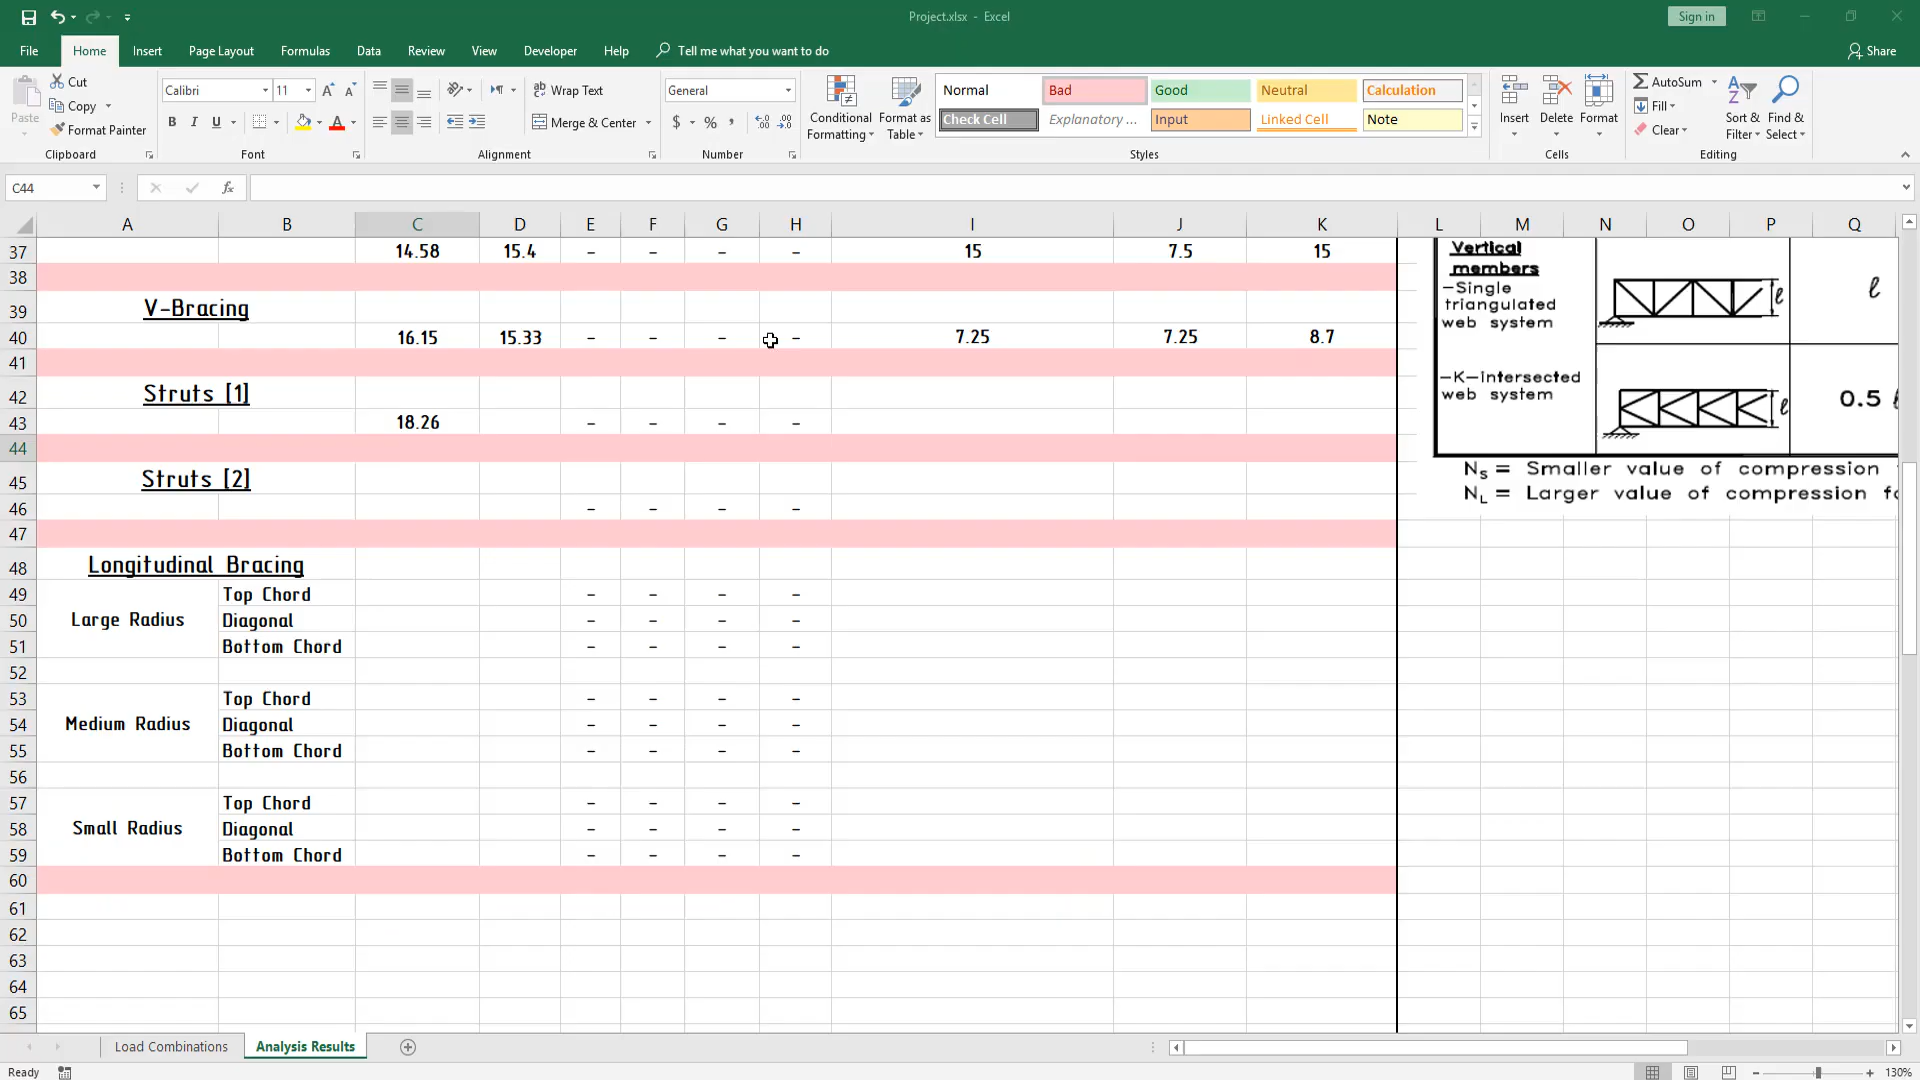 Project.xlsx - Excel
Sign in
File Home Insert Page Layout Formulas Data Review View Developer Help Tell me what you want to do Share
Paste Cut Copy Format Painter Clipboard
Calibri 11 A A B I U A Font
Wrap Text Merge & Center Alignment
General $ % , Number
Conditional Formatting Format as Table
Normal Bad Good Neutral Calculation
Check Cell Explanatory ... Input Linked Cell Note
Styles
Insert Delete Format Cells
AutoSum Fill Clear Sort & Filter Find & Select Editing
C44 fx
A B C D E F G H I J K L M N O P Q
37 14.58 15.4 - - - - 15 7.5 15
38
39 V-Bracing
40 16.15 15.33 - - - - 7.25 7.25 8.7
41
42 Struts [1]
43 18.26 - - - -
44
45 Struts [2]
46 - - - -
47
48 Longitudinal Bracing
49 Top Chord - - - -
50 Large Radius Diagonal - - - -
51 Bottom Chord - - - -
52
53 Top Chord - - - -
54 Medium Radius Diagonal - - - -
55 Bottom Chord - - - -
56
57 Top Chord - - - -
58 Small Radius Diagonal - - - -
59 Bottom Chord - - - -
60
61
62
63
64
65
Vertical
members
-Single
triangulated
web system
ℓ
ℓ
-K-intersected
web system
ℓ
0.5
NS = Smaller value of compression
NL = Larger value of compression
Load Combinations Analysis Results
Ready 130%